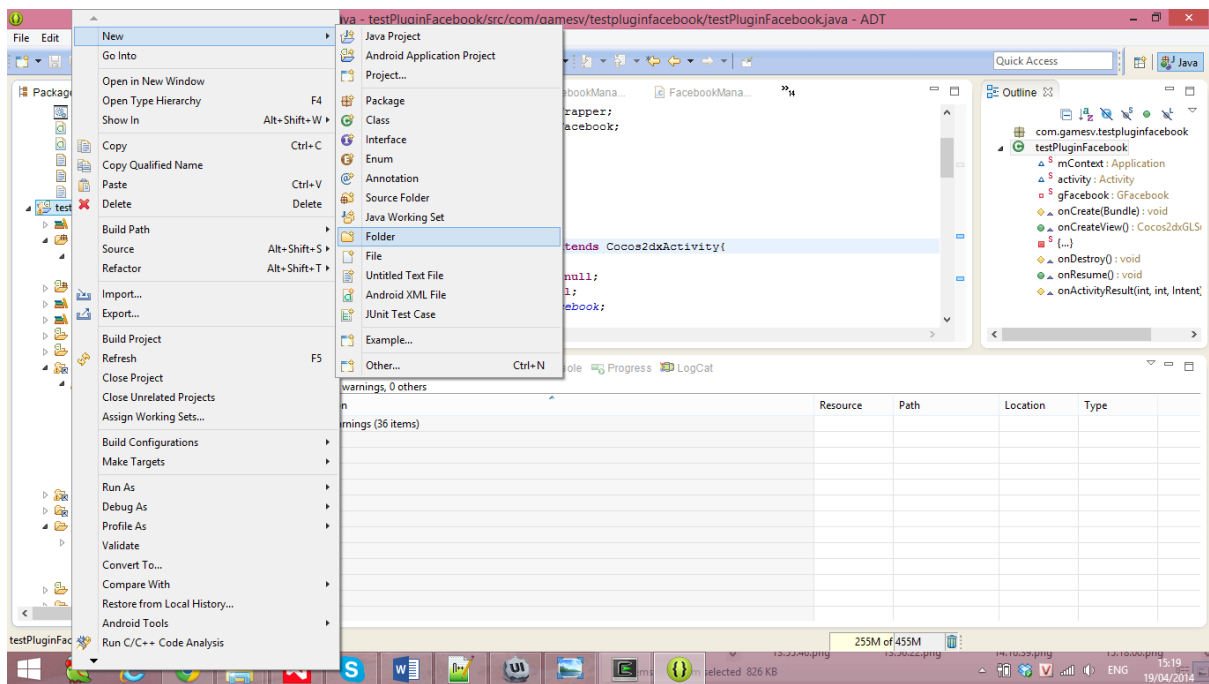 ava - testPluginFacebook/src/com/gamesv/testpluginfacebook/testPluginFacebook.java - ADT
File Edit
Quick Access
Java
Package
New
Go Into
Open in New Window
Open Type Hierarchy F4
Show In Alt+Shift+W
Copy Ctrl+C
Copy Qualified Name
Paste Ctrl+V
Delete Delete
Build Path
Source Alt+Shift+S
Refactor Alt+Shift+T
Import...
Export...
Build Project
Refresh F5
Close Project
Close Unrelated Projects
Assign Working Sets...
Build Configurations
Make Targets
Run As
Debug As
Profile As
Validate
Convert To...
Compare With
Restore from Local History...
Android Tools
Run C/C++ Code Analysis
test
testPluginFac
Java Project
Android Application Project
Project...
Package
Class
Interface
Enum
Annotation
Source Folder
Java Working Set
Folder
File
Untitled Text File
Android XML File
JUnit Test Case
Example...
Other... Ctrl+N
ebookMana... FacebookMana... »14
rapper;
acebook;
tends Cocos2dxActivity{
null;
l;
ebook;
Outline
com.gamesv.testpluginfacebook
testPluginFacebook
S mContext : Application
S activity : Activity
S gFacebook : GFacebook
onCreate(Bundle) : void
onCreateView() : Cocos2dxGLSu
S {...}
onDestroy() : void
onResume() : void
onActivityResult(int, int, Intent)
sole Progress LogCat
warnings, 0 others
n Resource Path Location Type
rnings (36 items)
255M of 455M
ems selected 826 KB
ENG
15:19
19/04/2014